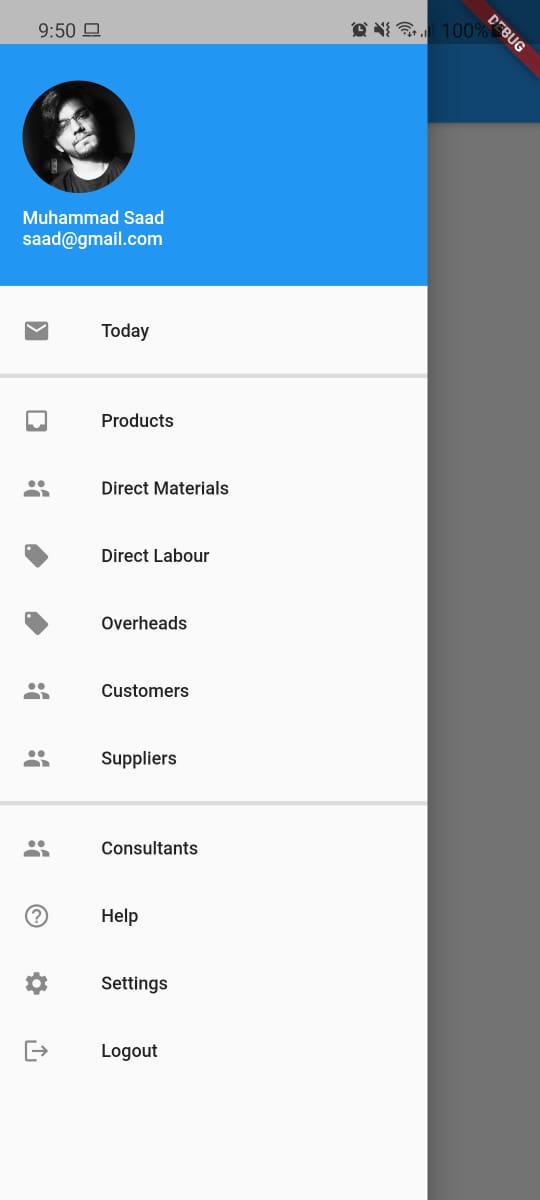 9:50
100%
DEBUG
Muhammad Saad
saad@gmail.com
Today
Products
Direct Materials
Direct Labour
Overheads
Customers
Suppliers
Consultants
Help
Settings
Logout